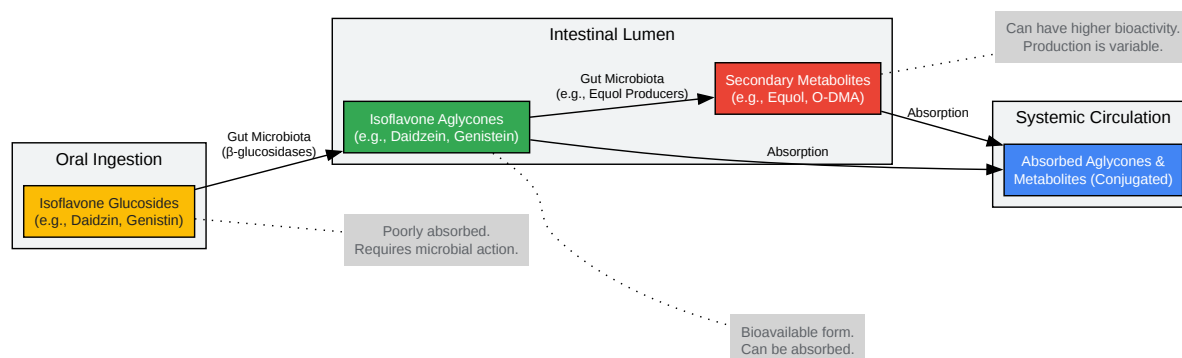 Oral Ingestion
Isoflavone Glucosides
(e.g., Daidzin, Genistin)
Gut Microbiota
(β-glucosidases)
Poorly absorbed.
Requires microbial action.
Intestinal Lumen
Isoflavone Aglycones
(e.g., Daidzein, Genistein)
Gut Microbiota
(e.g., Equol Producers)
Secondary Metabolites
(e.g., Equol, O-DMA)
Absorption
Absorption
Bioavailable form.
Can be absorbed.
Can have higher bioactivity.
Production is variable.
Systemic Circulation
Absorbed Aglycones &
Metabolites (Conjugated)